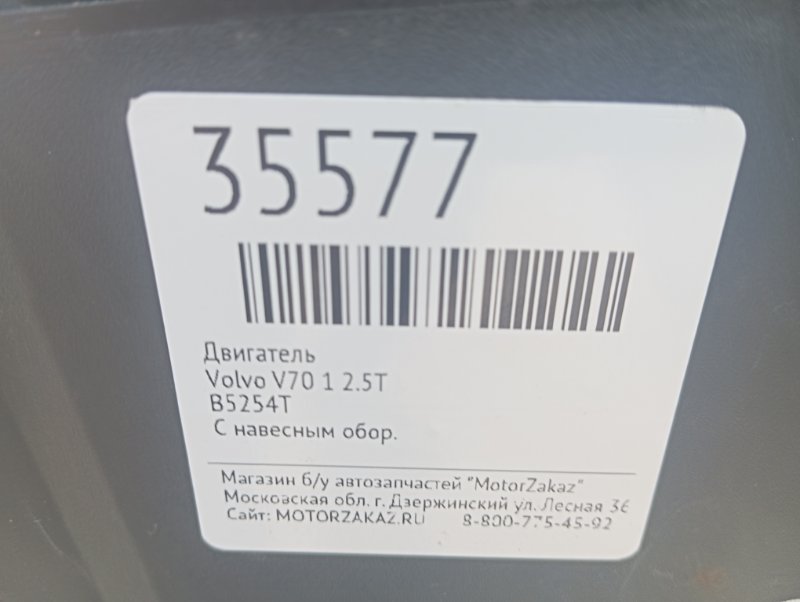 35577
Двигатель
Volvo V70 1 2.5T
B5254T
С навесным обор.
Магазин б/у автозапчастей "MotorZakaz"
Московская обл. г. Дзержинский ул. Лесная 36
Сайт: MOTORZAKAZ.RU 8-800-775-45-92